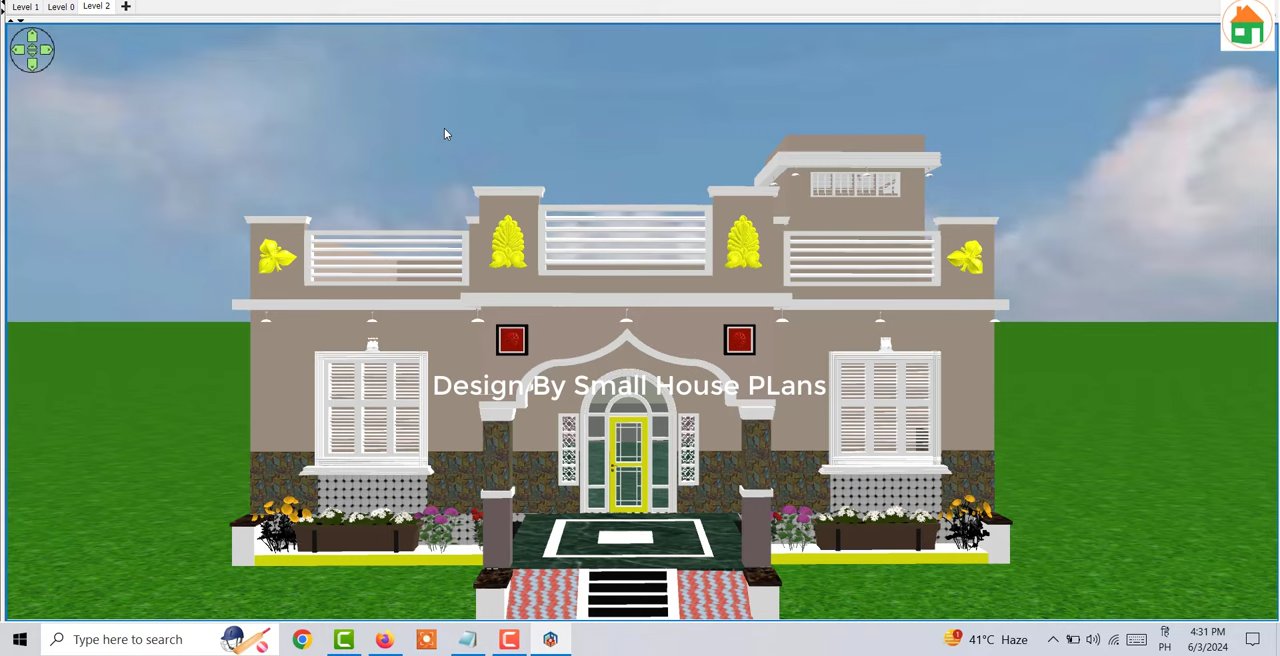 Level 1 Level 0 Level 2
Design By Small House PLans
Type here to search
41°C Haze
हि
PH
4:31 PM
6/3/2024
1